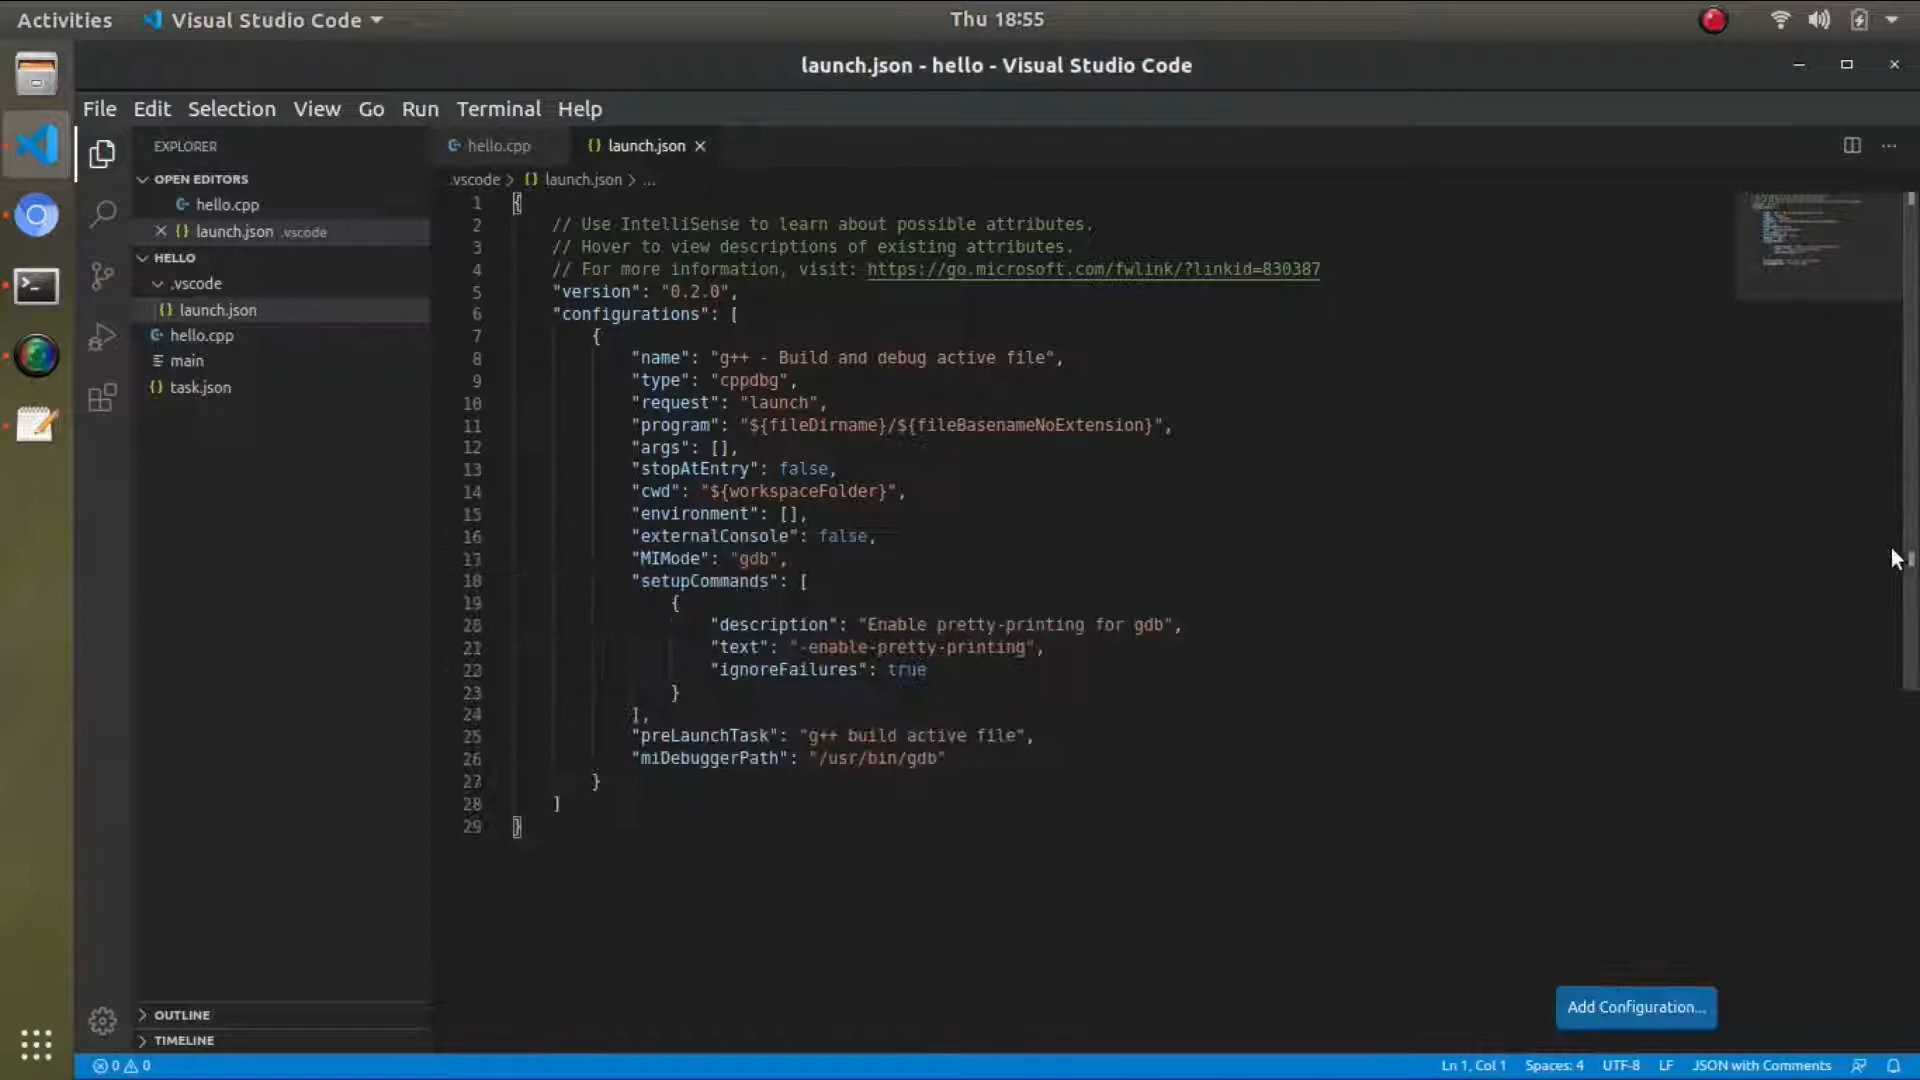 Activities
Visual Studio Code
Thu 18:55
launch.json - hello - Visual Studio Code
File Edit Selection View Go Run Terminal Help
EXPLORER
OPEN EDITORS
hello.cpp
launch.json .vscode
HELLO
.vscode
launch.json
hello.cpp
main
task.json
OUTLINE
TIMELINE
hello.cpp
launch.json
.vscode > {} launch.json > ...
1 {
2 // Use IntelliSense to learn about possible attributes.
3 // Hover to view descriptions of existing attributes.
4 // For more information, visit: https://go.microsoft.com/fwlink/?linkid=830387
5 "version": "0.2.0",
6 "configurations": [
7 {
8 "name": "g++ - Build and debug active file",
9 "type": "cppdbg",
10 "request": "launch",
11 "program": "${fileDirname}/${fileBasenameNoExtension}",
12 "args": [],
13 "stopAtEntry": false,
14 "cwd": "${workspaceFolder}",
15 "environment": [],
16 "externalConsole": false,
17 "MIMode": "gdb",
18 "setupCommands": [
19 {
20 "description": "Enable pretty-printing for gdb",
21 "text": "-enable-pretty-printing",
22 "ignoreFailures": true
23 }
24 ],
25 "preLaunchTask": "g++ build active file",
26 "miDebuggerPath": "/usr/bin/gdb"
27 }
28 ]
29 }
Add Configuration...
0 0
Ln 1, Col 1 Spaces: 4 UTF-8 LF JSON with Comments